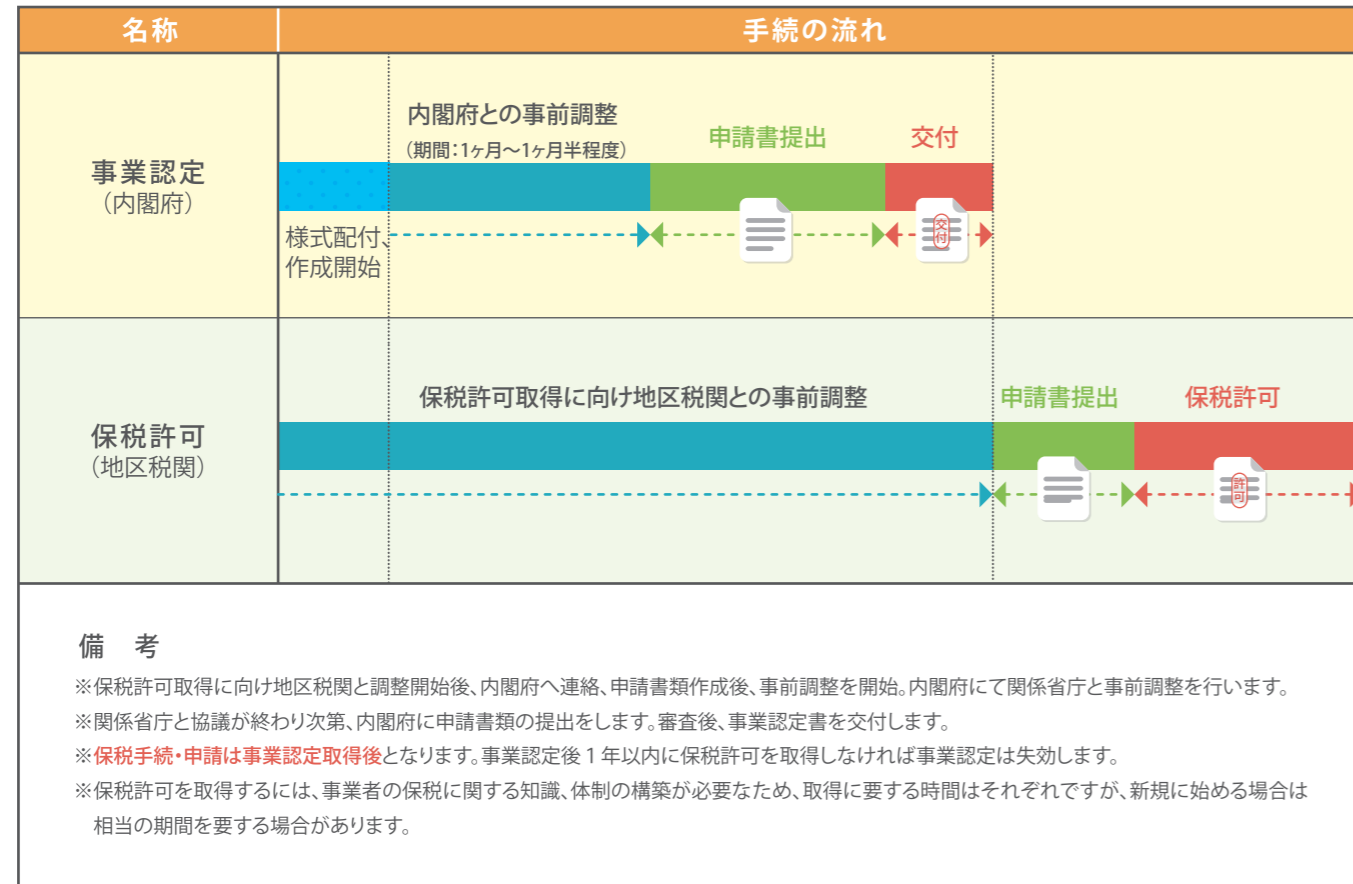 名称
手続の流れ
事業認定
（内閣府）
内閣府との事前調整
（期間：1ヶ月～1ヶ月半程度）
申請書提出
交付
様式配付、
作成開始
交付
保税許可
（地区税関）
保税許可取得に向け地区税関との事前調整
申請書提出
保税許可
許可
備　考
※保税許可取得に向け地区税関と調整開始後、内閣府へ連絡、申請書類作成後、事前調整を開始。内閣府にて関係省庁と事前調整を行います。
※関係省庁と協議が終わり次第、内閣府に申請書類の提出をします。審査後、事業認定書を交付します。
※保税手続・申請は事業認定取得後となります。事業認定後 1 年以内に保税許可を取得しなければ事業認定は失効します。
※保税許可を取得するには、事業者の保税に関する知識、体制の構築が必要なため、取得に要する時間はそれぞれですが、新規に始める場合は
相当の期間を要する場合があります。